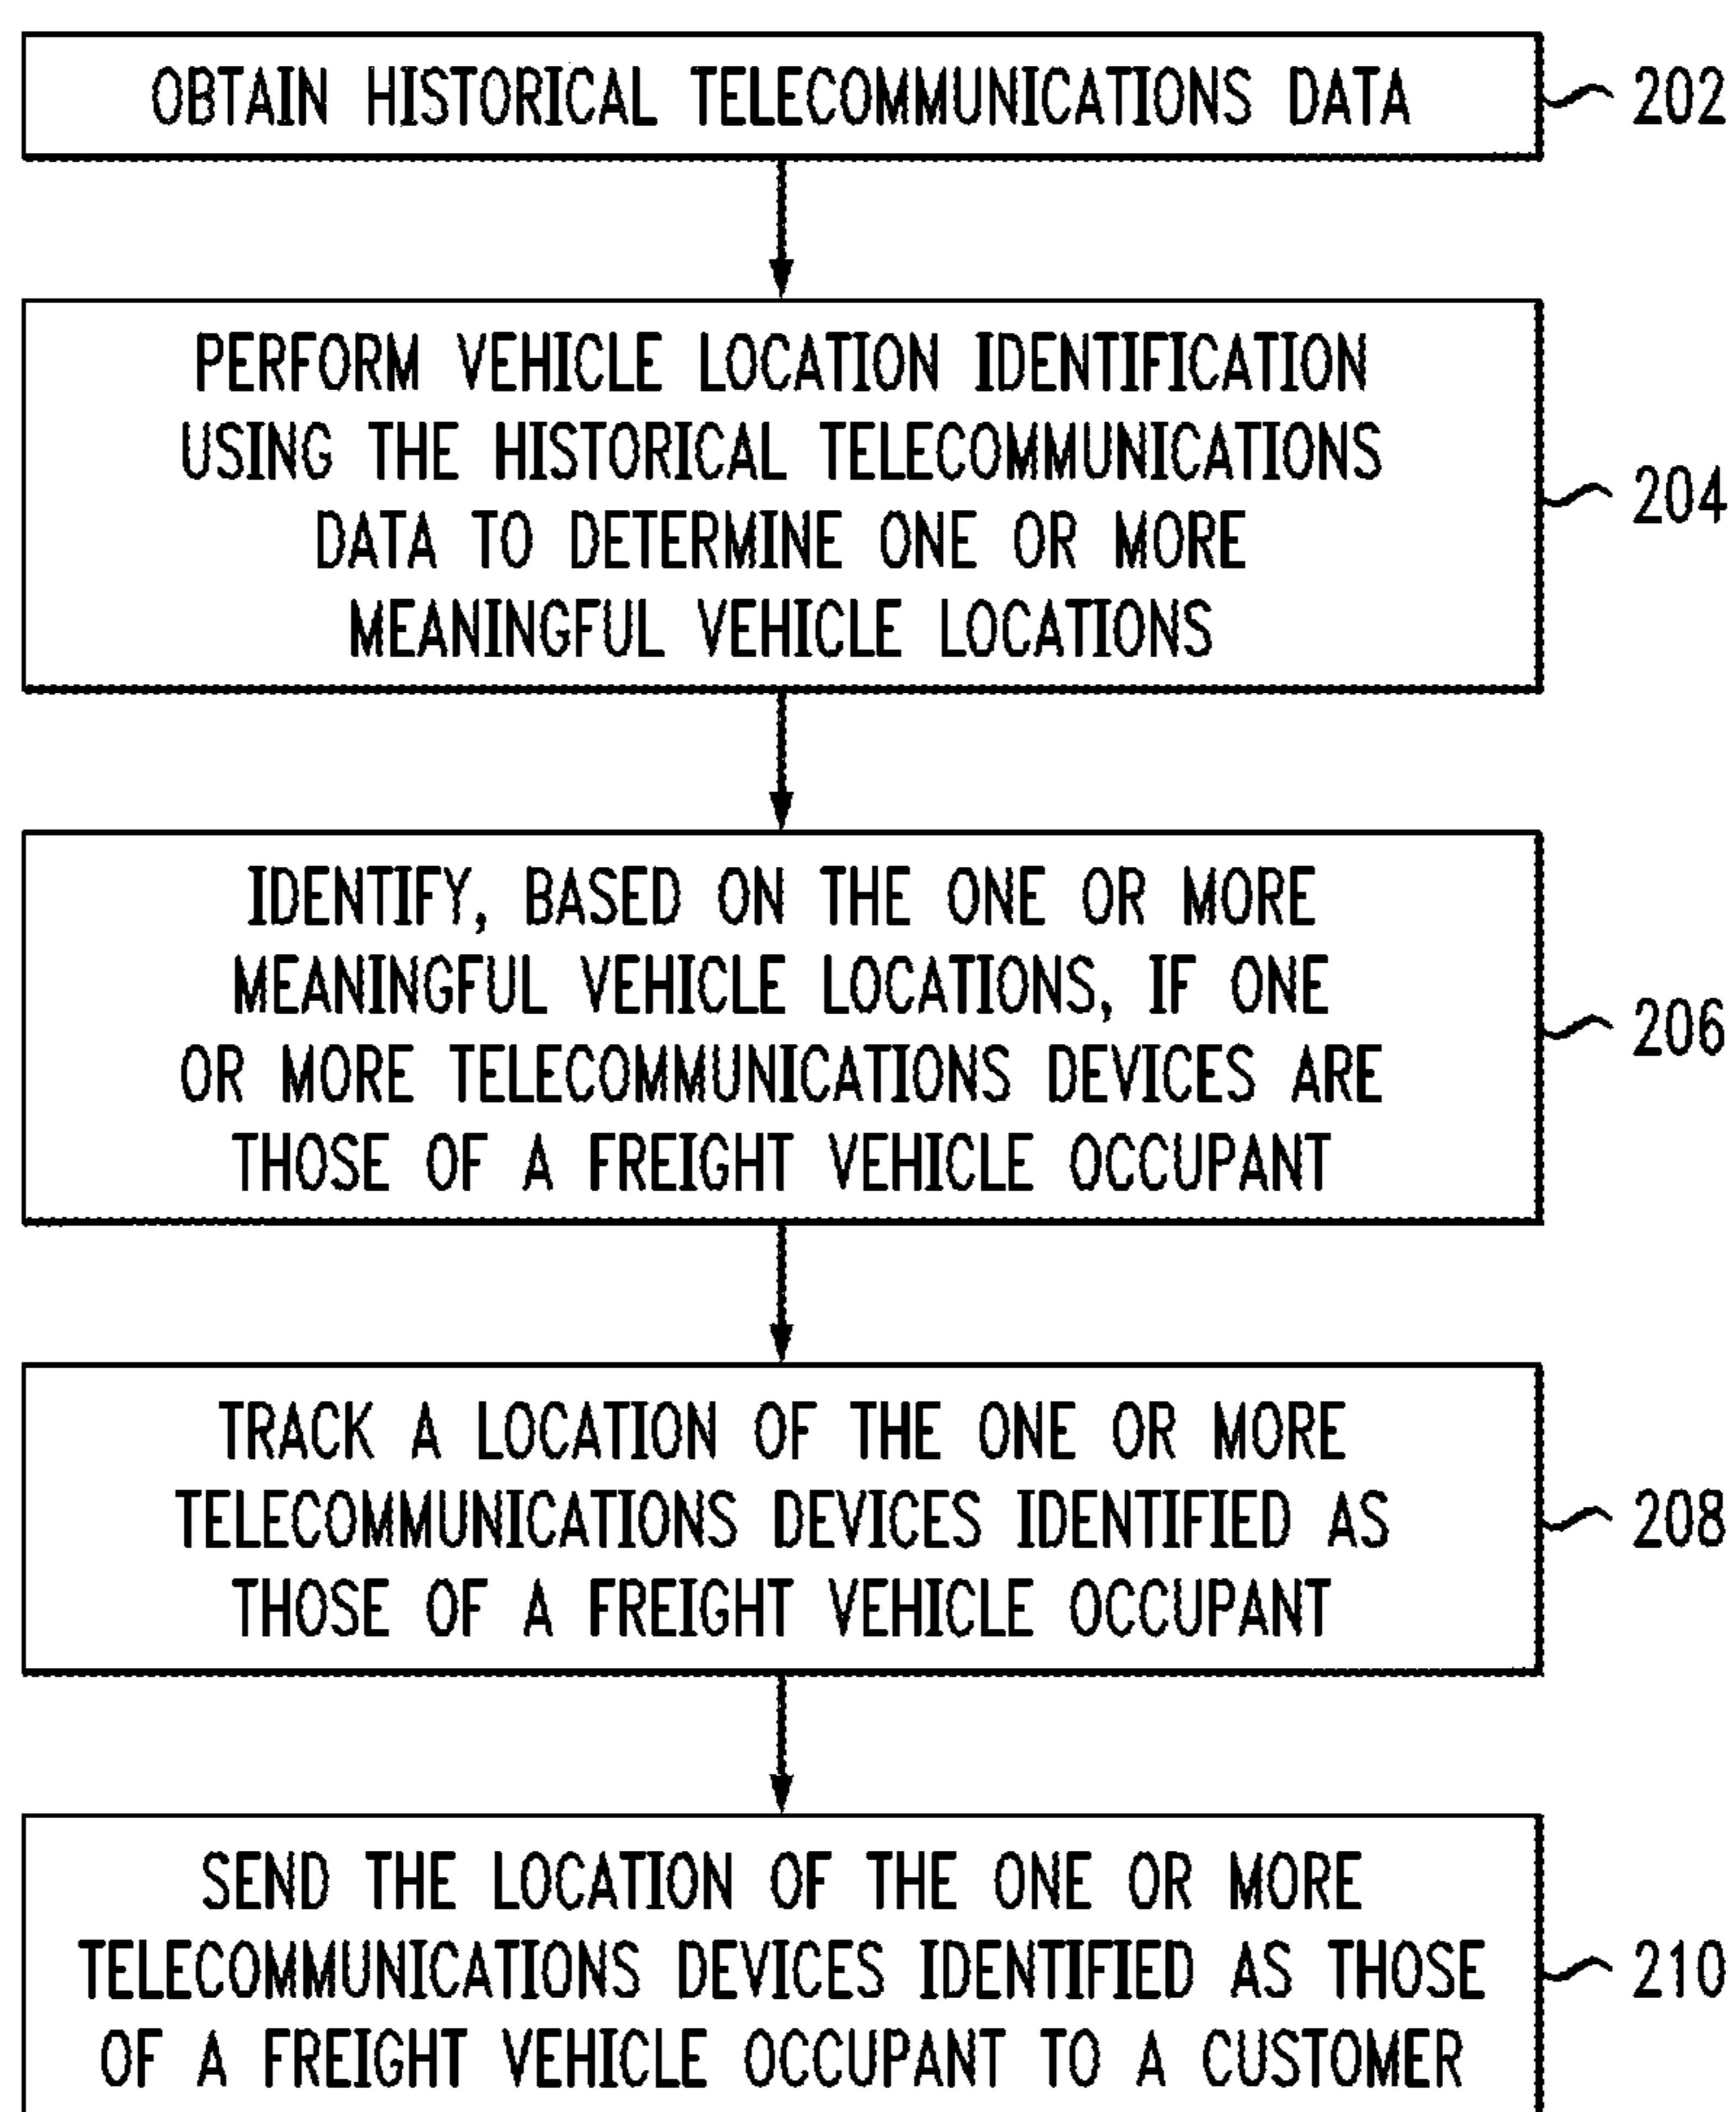 OBTAIN HISTORICAL TELECOMMUNICATIONS DATA
202
PERFORM VEHICLE LOCATION IDENTIFICATION
USING THE HISTORICAL TELECOMMUNICATIONS
DATA TO DETERMINE ONE OR MORE
MEANINGFUL VEHICLE LOCATIONS
204
IDENTIFY, BASED ON THE ONE OR MORE
MEANINGFUL VEHICLE LOCATIONS, IF ONE
OR MORE TELECOMMUNICATIONS DEVICES ARE
THOSE OF A FREIGHT VEHICLE OCCUPANT
206
TRACK A LOCATION OF THE ONE OR MORE
TELECOMMUNICATIONS DEVICES IDENTIFIED AS
THOSE OF A FREIGHT VEHICLE OCCUPANT
208
SEND THE LOCATION OF THE ONE OR MORE
TELECOMMUNICATIONS DEVICES IDENTIFIED AS THOSE
OF A FREIGHT VEHICLE OCCUPANT TO A CUSTOMER
210